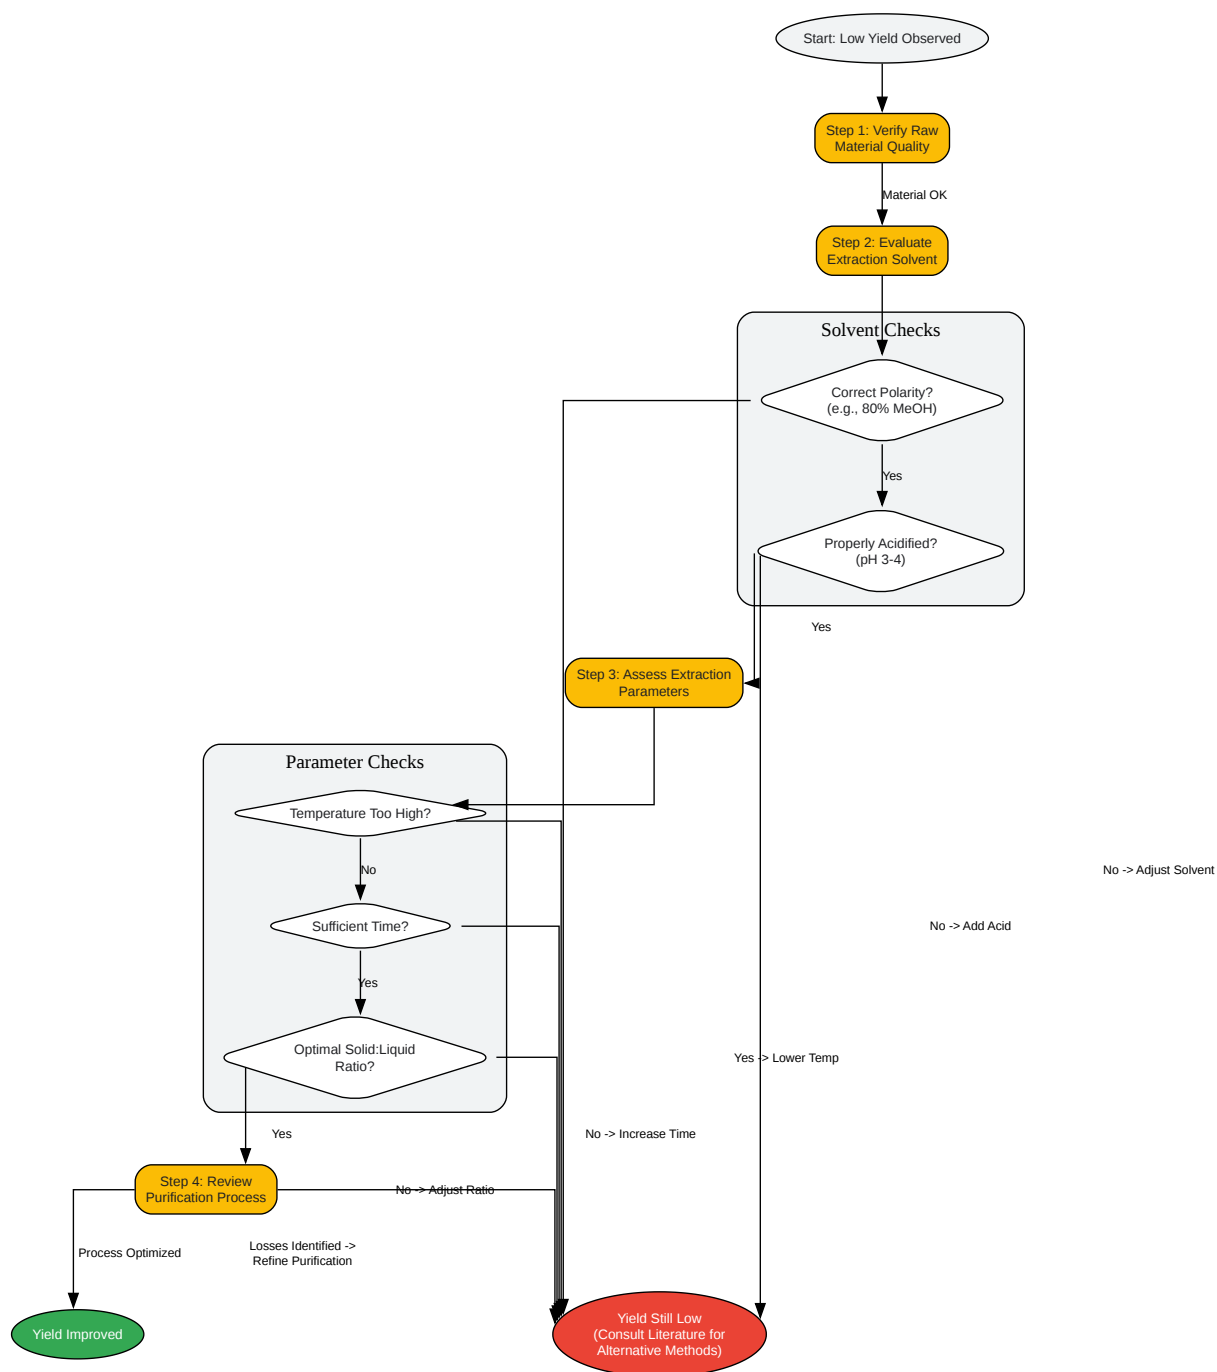 Start: Low Yield Observed
Step 1: Verify Raw
Material Quality
Material OK
Step 2: Evaluate
Extraction Solvent
Solvent Checks
Correct Polarity?
(e.g., 80% MeOH)
Yes
Properly Acidified?
(pH 3-4)
Yes
Step 3: Assess Extraction
Parameters
Parameter Checks
Temperature Too High?
No
No -> Adjust Solvent
Sufficient Time?
No -> Add Acid
Yes
Optimal Solid:Liquid
Ratio?
Yes -> Lower Temp
Yes
No -> Increase Time
Step 4: Review
Purification Process
No -> Adjust Ratio
Process Optimized
Losses Identified ->
Refine Purification
Yield Improved
Yield Still Low
(Consult Literature for
Alternative Methods)